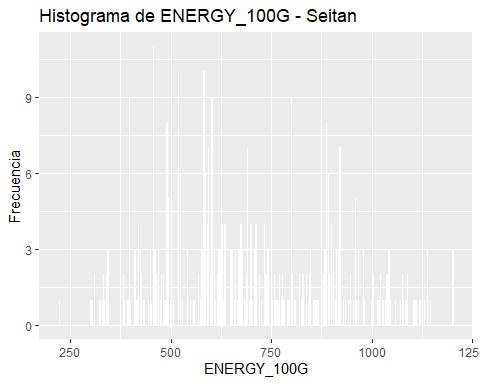 Histograma de ENERGY_100G - Seitan
Frecuencia
9
6
3
0
250 500 750 1000 125
ENERGY_100G